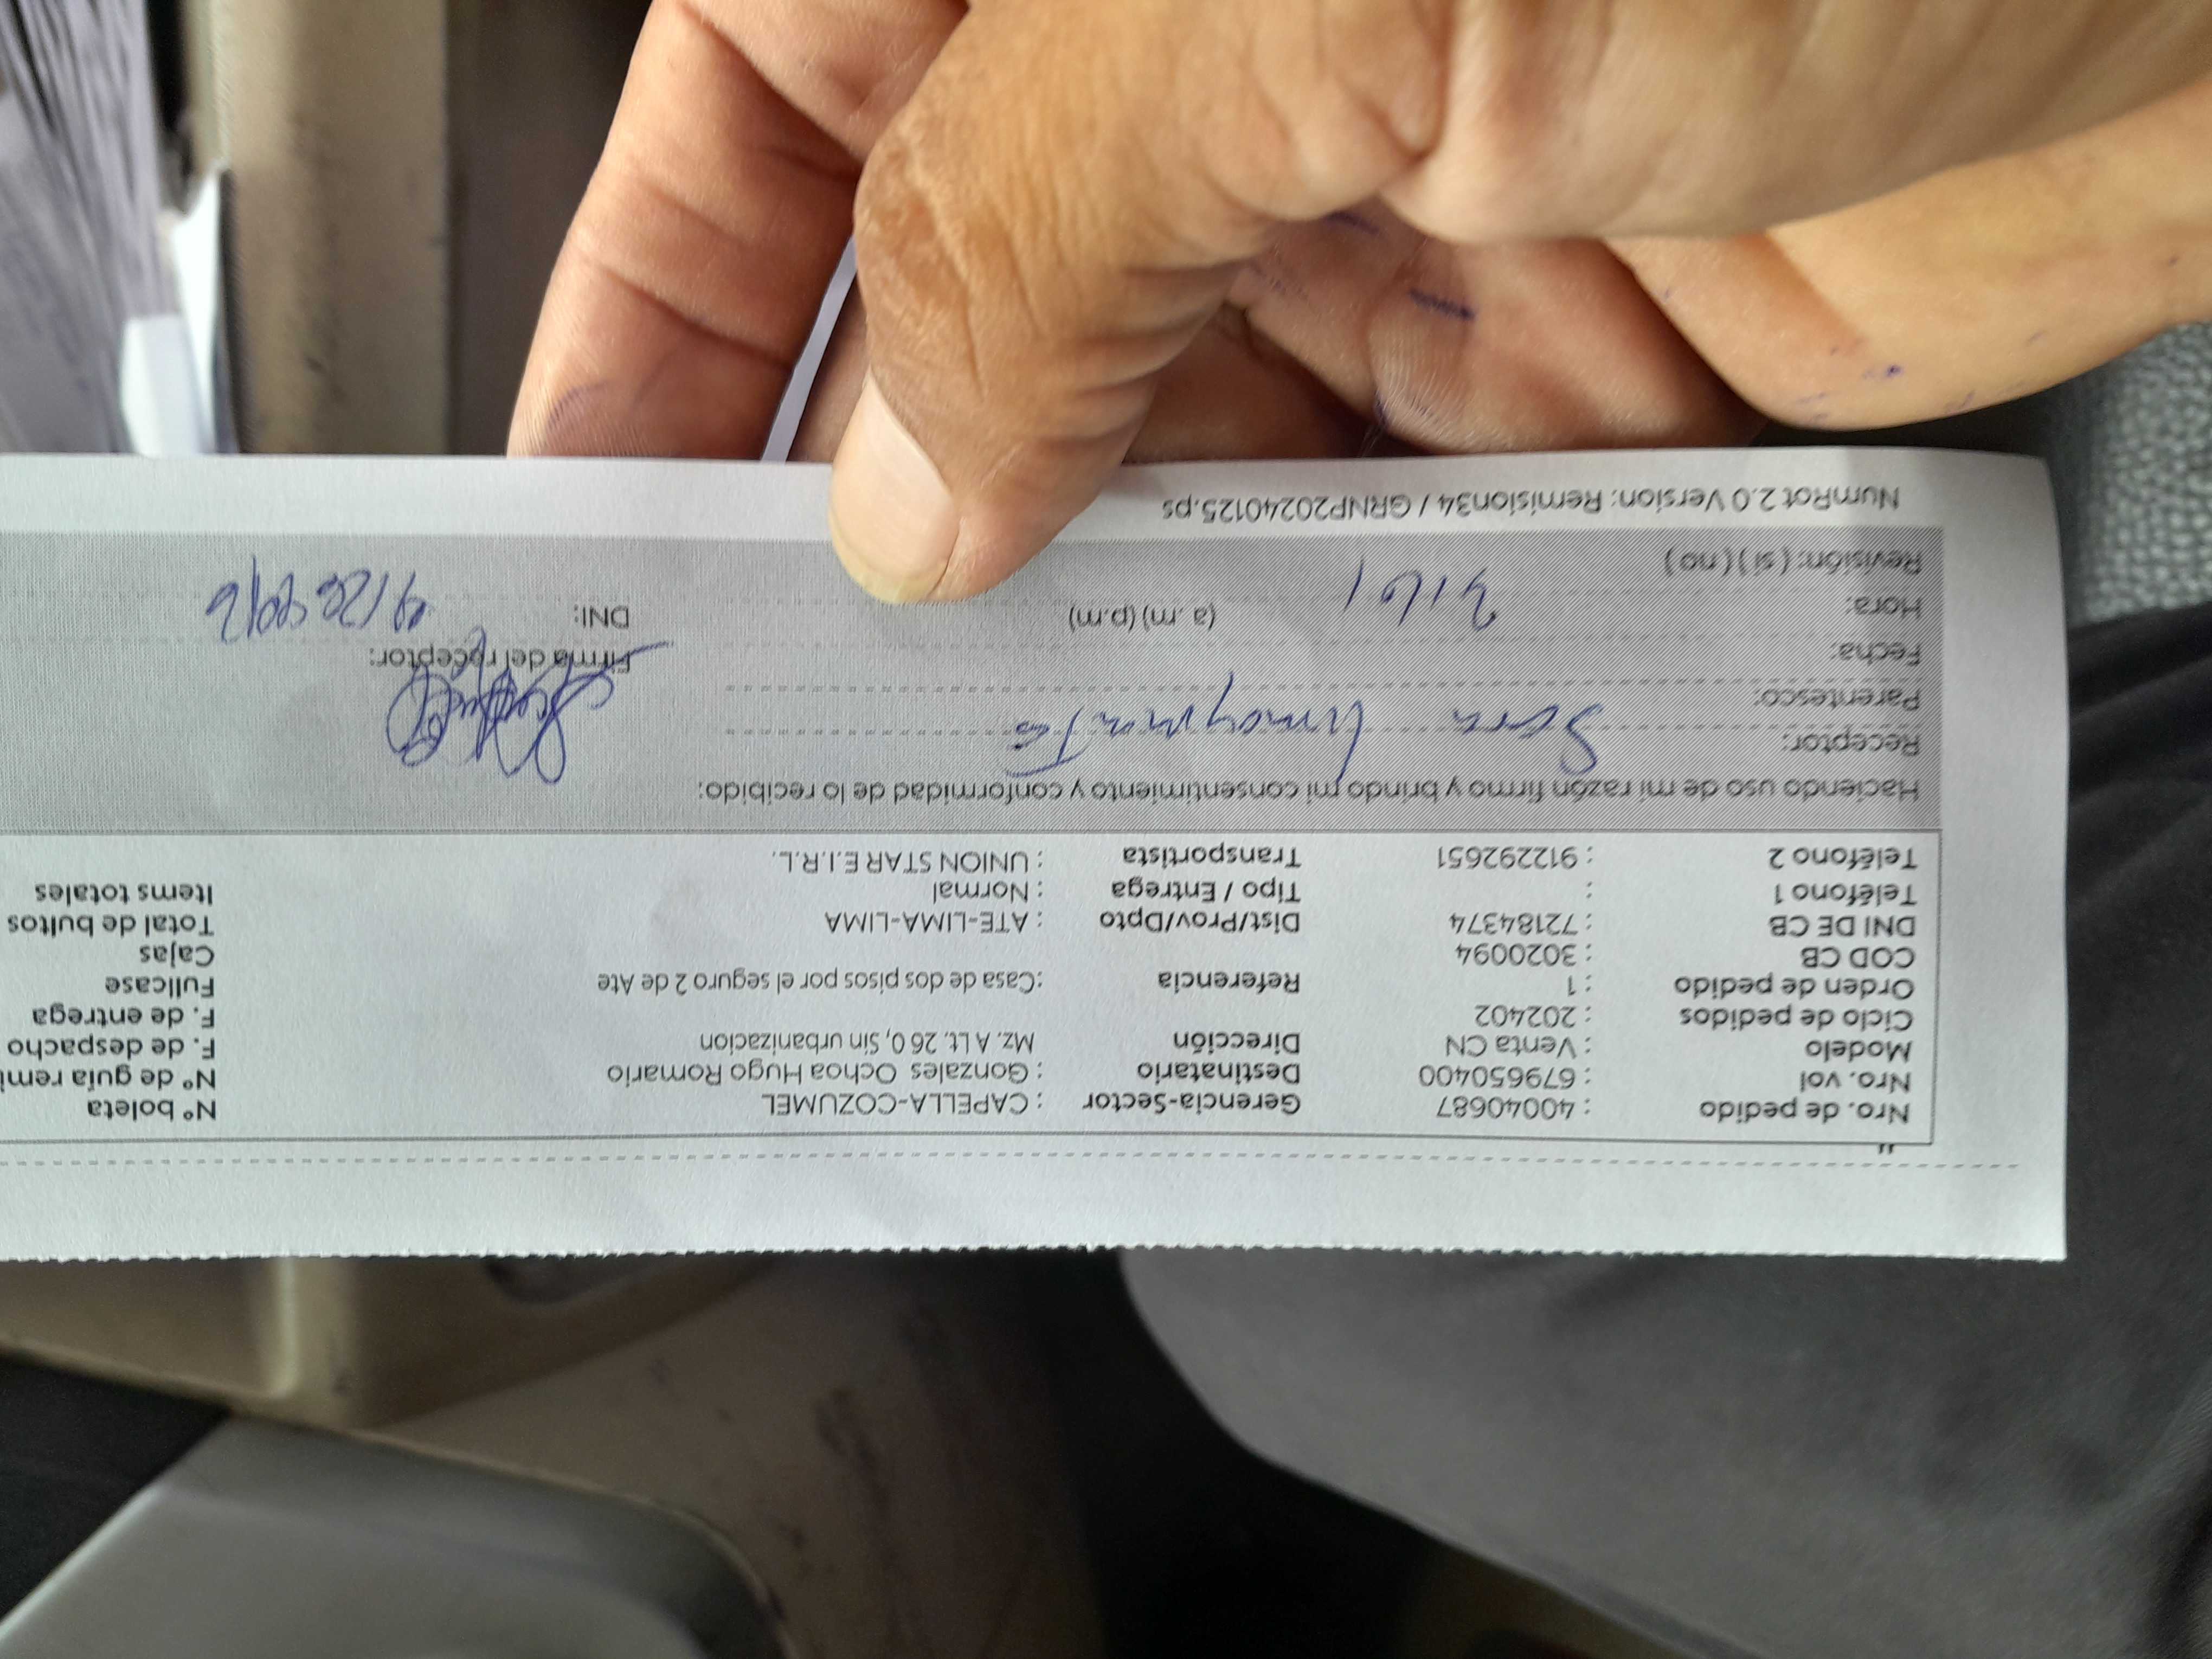 Nro. de pedido : 40040687 Gerencia-Sector : CAPELLA-COZUMEL Nº boleta
Nro. vol : 679650400 Destinatario : Gonzales Ochoa Hugo Romario Nº de guía remi
Modelo : Venta CN Dirección Mz. A Lt. 26 0, Sin urbanizacion F. de despacho
Ciclo de pedidos : 202402 F. de entrega
Orden de pedido : 1 Referencia :Casa de dos pisos por el seguro 2 de Ate Fullcase
COD CB : 3020094 Cajas
DNI DE CB : 72184374 Dist/Prov/Dpto : ATE-LIMA-LIMA Total de bultos
Teléfono 1 : Tipo / Entrega : Normal Items totales
Teléfono 2 : 912292651 Transportista : UNION STAR E.I.R.L.
Haciendo uso de mi razón firmo y brindo mi consentimiento y conformidad de lo recibido:
Receptor:
Parentesco:
Fecha: Firma del receptor:
Hora: (a. m) (p.m) DNI:
Revisión: ( si ) ( no )
NumRot 2.0 Version: Remision34 / GRNP20240125.ps